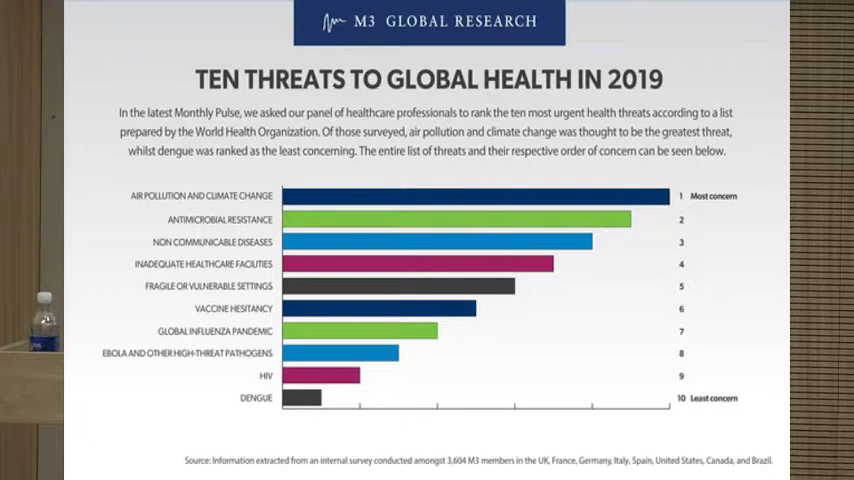 M3 GLOBAL RESEARCH
TEN THREATS TO GLOBAL HEALTH IN 2019
In the latest Monthly Pulse, we asked our panel of healthcare professionals to rank the ten most urgent health threats according to a list
prepared by the World Health Organization. Of those surveyed, air pollution and climate change was thought to be the greatest threat,
whilst dengue was ranked as the least concerning. The entire list of threats and their respective order of concern can be seen below.
AIR POLLUTION AND CLIMATE CHANGE 1 Most concern
ANTIMICROBIAL RESISTANCE 2
NON COMMUNICABLE DISEASES 3
INADEQUATE HEALTHCARE FACILITIES 4
FRAGILE OR VULNERABLE SETTINGS 5
VACCINE HESITANCY 6
GLOBAL INFLUENZA PANDEMIC 7
EBOLA AND OTHER HIGH-THREAT PATHOGENS 8
HIV 9
DENGUE 10 Least concern
Source: Information extracted from an internal survey conducted amongst 3,604 M3 members in the UK, France, Germany, Italy, Spain, United States, Canada, and Brazil.